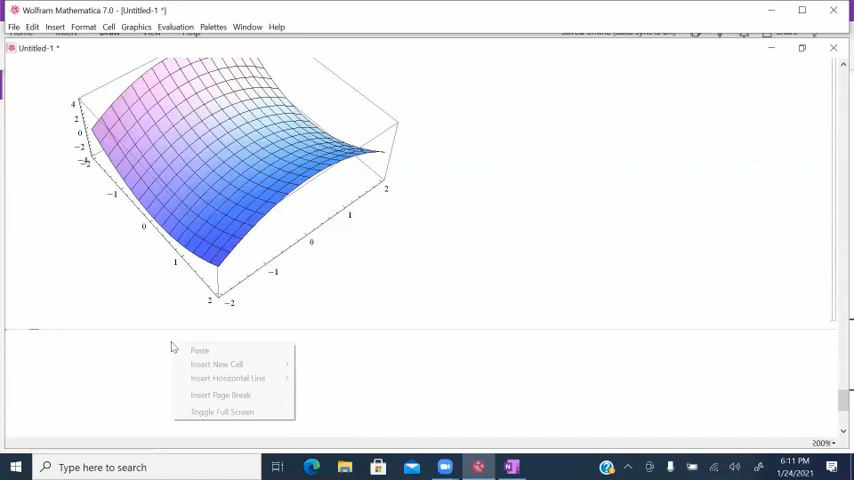 Wolfram Mathematica 7.0 - [Untitled-1 *]
File Edit Insert Format Cell Graphics Evaluation Palettes Window Help
Untitled-1 *
4
2
0
-2
-4
-2
-1
0
1
2
-2
-1
0
1
2
Paste
Insert New Cell
Insert Horizontal Line
Insert Page Break
Toggle Full Screen
200%
Type here to search
6:11 PM
1/24/2021